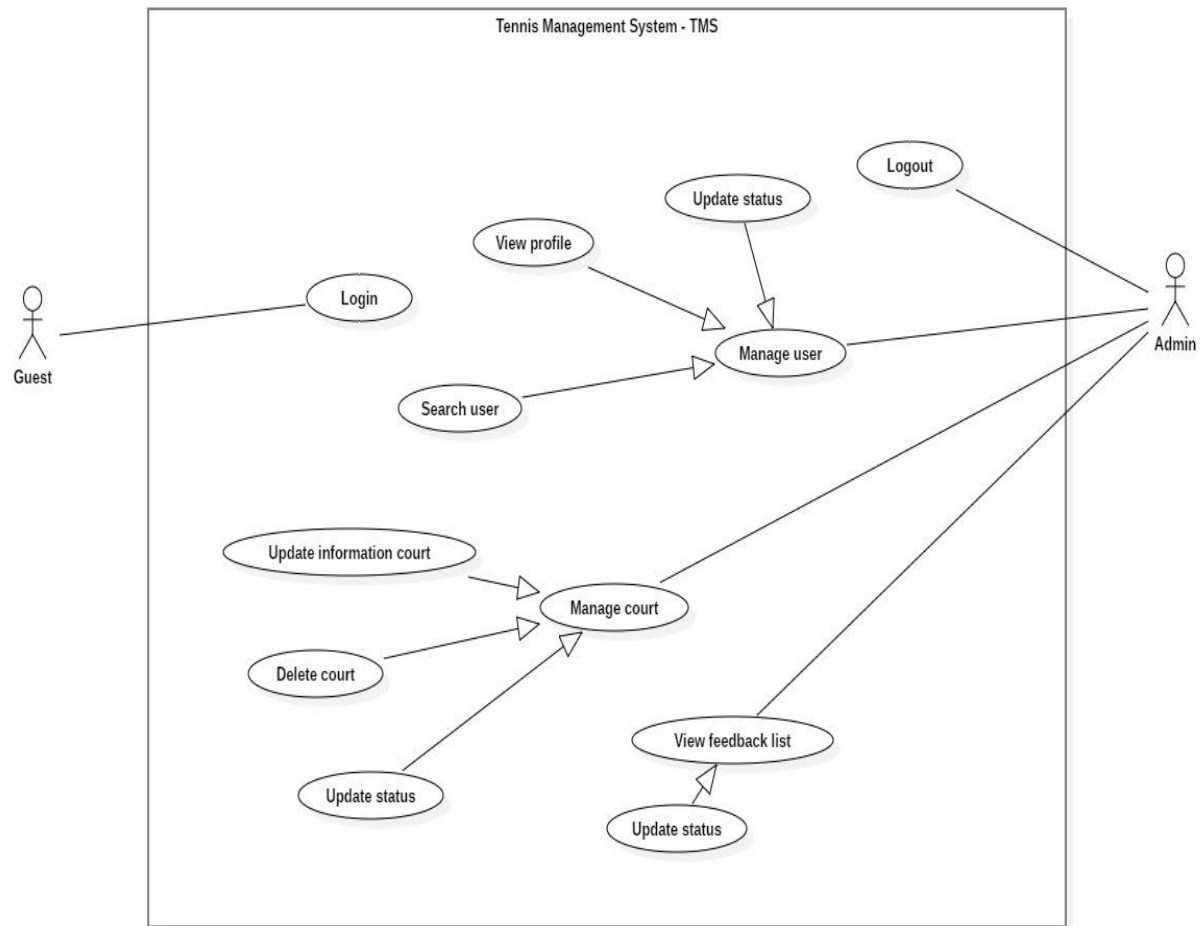 Tennis Management System - TMS
Logout
Update status
View profile
Login
Guest
Admin
Manage user
Search user
Update information court
Manage court
Delete court
View feedback list
Update status
Update status